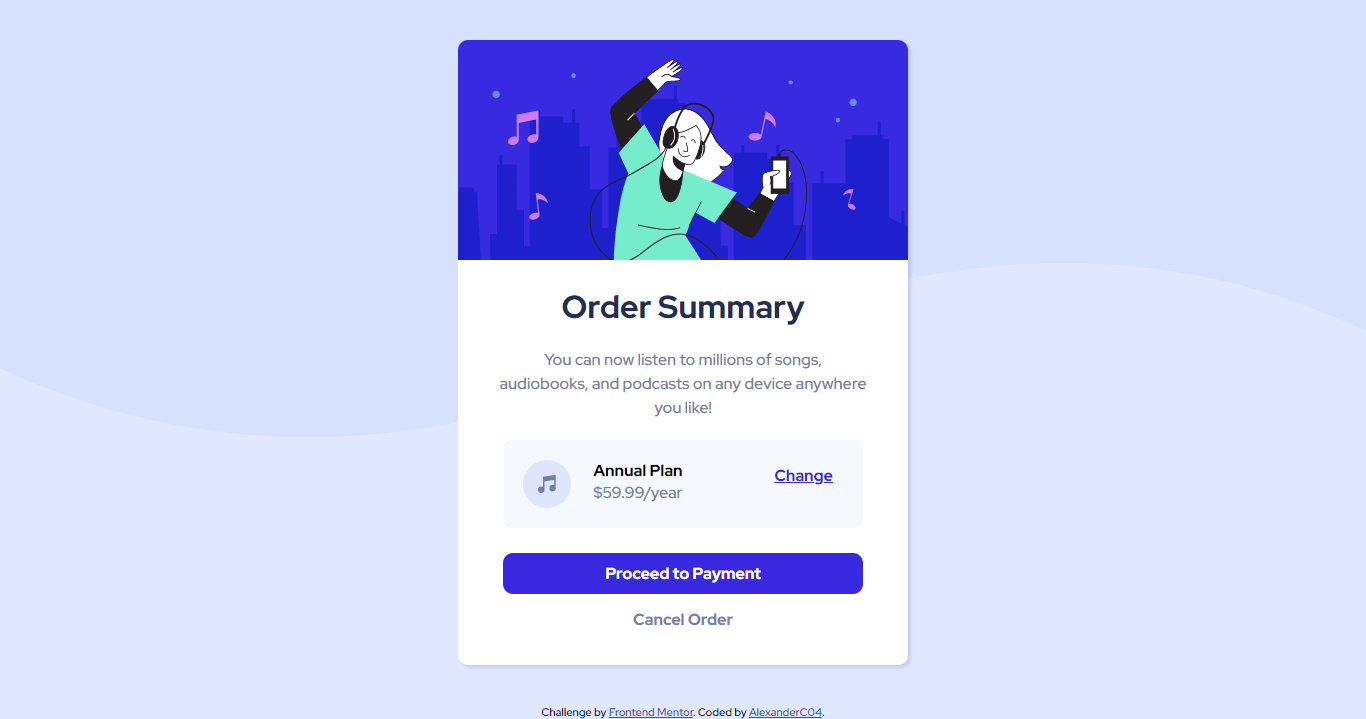 Order Summary
You can now listen to millions of songs,
audiobooks, and podcasts on any device anywhere
you like!
Annual Plan
$59.99/year
Change
Proceed to Payment
Cancel Order
Challenge by Frontend Mentor. Coded by AlexanderC04.